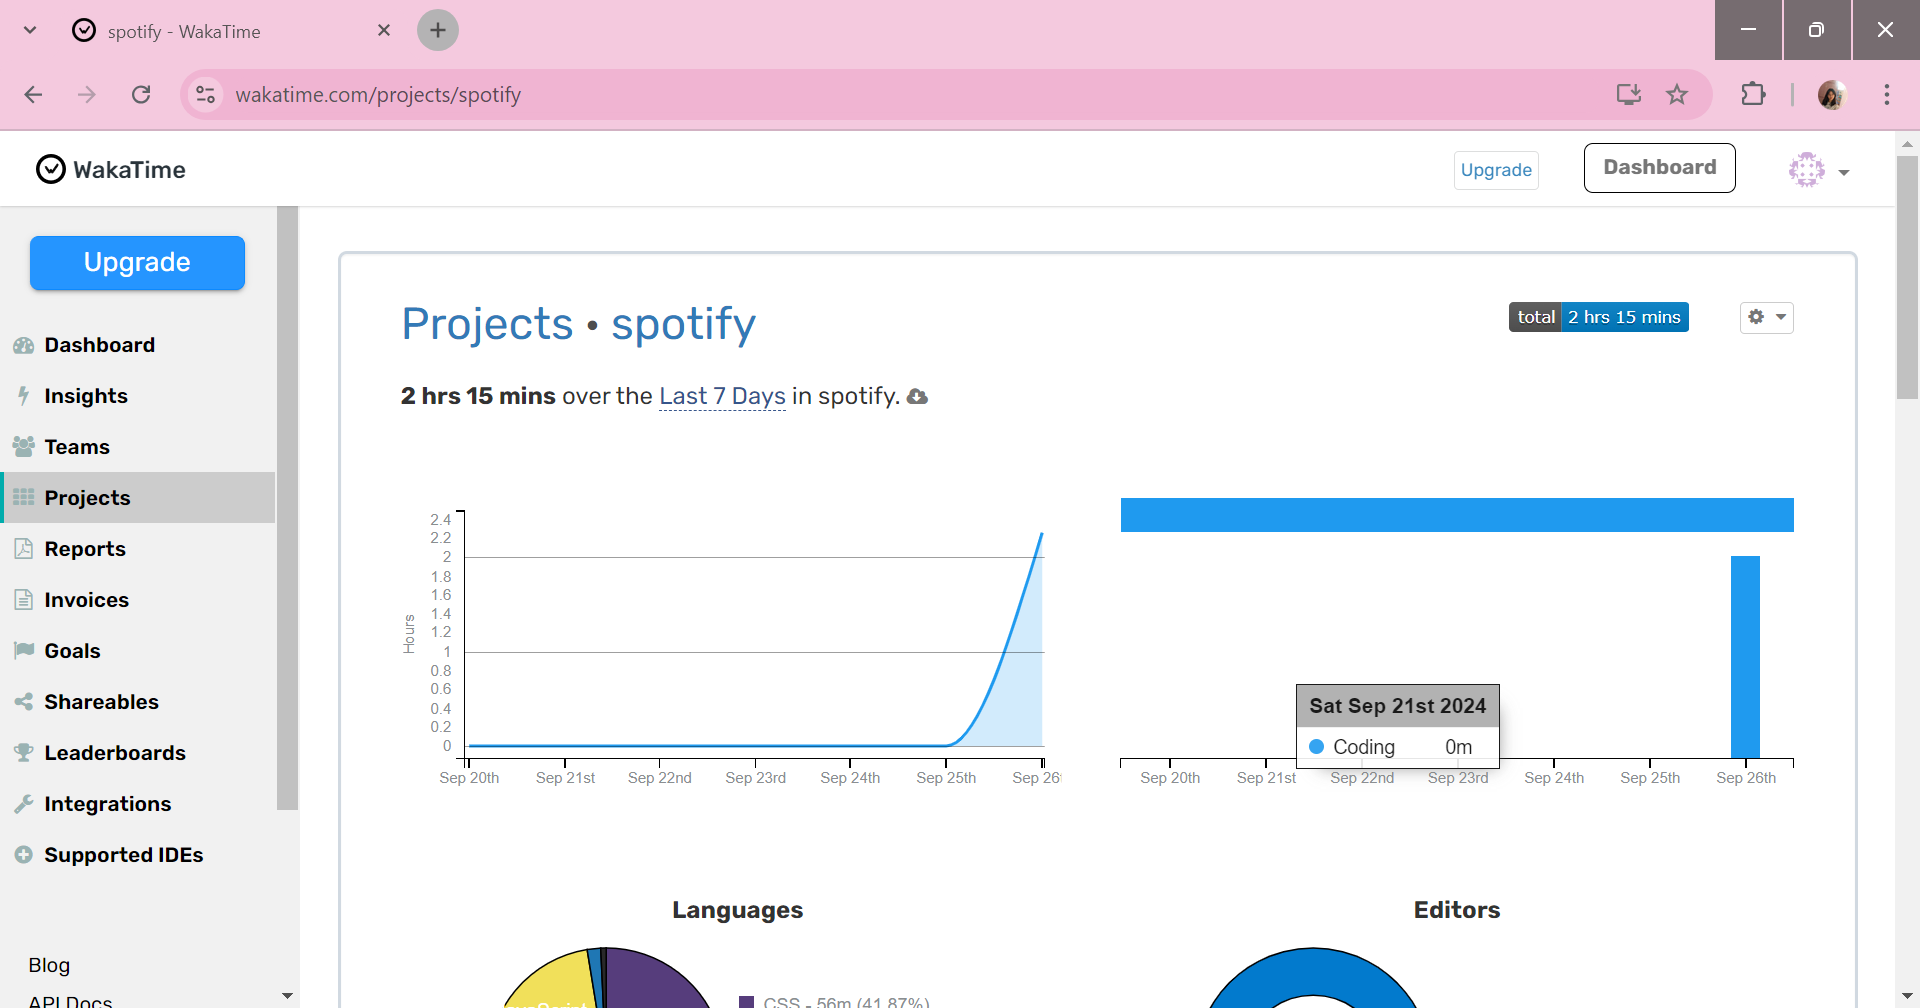 spotify - WakaTime
wakatime.com/projects/spotify
WakaTime
Upgrade
Dashboard
Upgrade
Dashboard
Insights
Teams
Projects
Reports
Invoices
Goals
Shareables
Leaderboards
Integrations
Supported IDEs
Blog
API Docs
Projects • spotify
total 2 hrs 15 mins
2 hrs 15 mins over the Last 7 Days in spotify.
Hours
2.4
2.2
2
1.8
1.6
1.4
1.2
1
0.8
0.6
0.4
0.2
0
Sep 20th Sep 21st Sep 22nd Sep 23rd Sep 24th Sep 25th Sep 26
Sat Sep 21st 2024
Coding 0m
Sep 20th Sep 21st Sep 22nd Sep 23rd Sep 24th Sep 25th Sep 26th
Languages
CSS - 56m (41.87%)
Editors